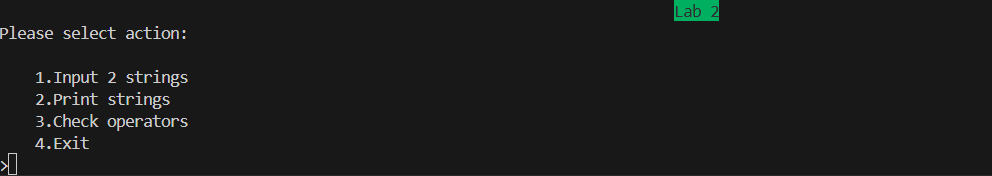 Lab 2
Please select action:
1.Input 2 strings
2.Print strings
3.Check operators
4.Exit
>